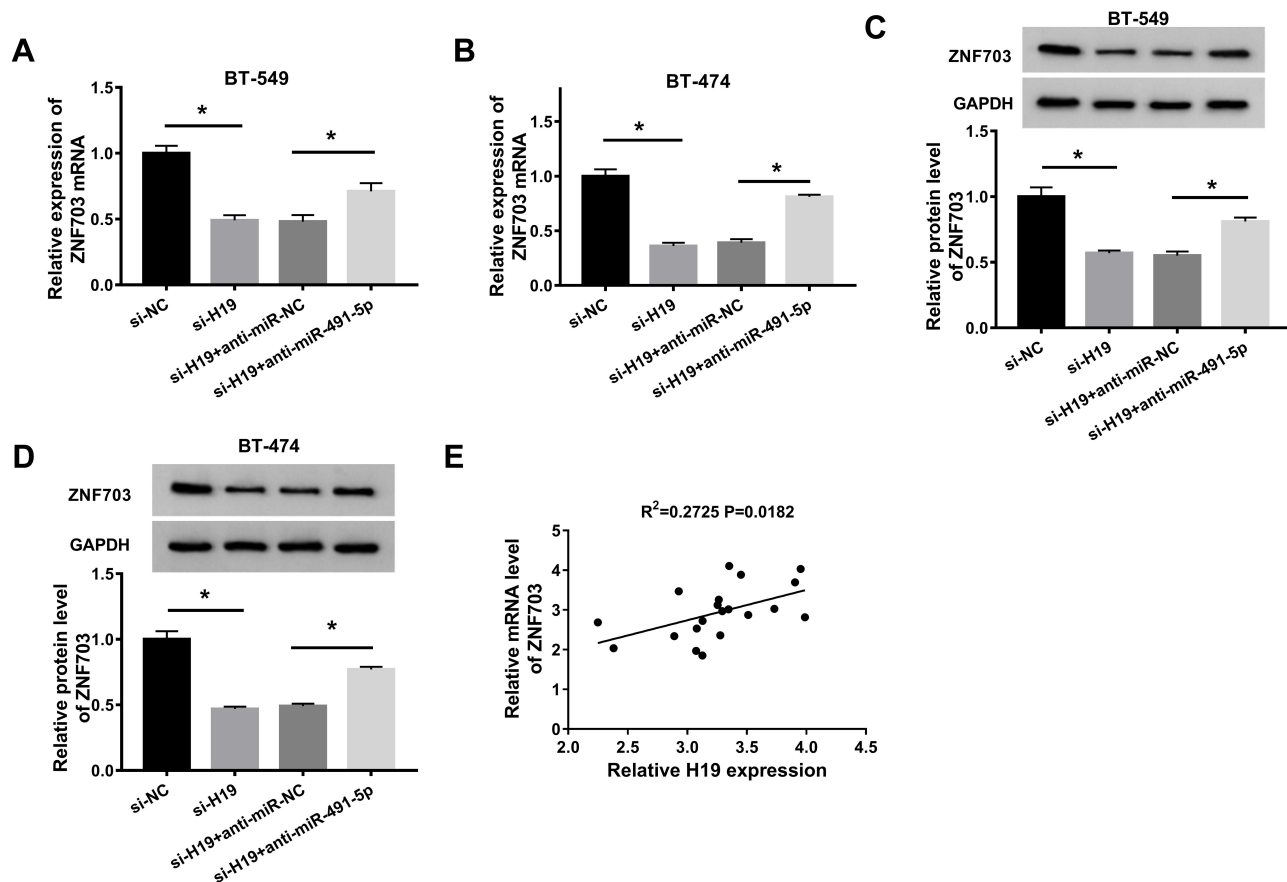 A
BT-549
Relative expression of
ZNF703 mRNA
1.5
1.0
0.5
0.0
*
*
si-NC
si-H19
si-H19+anti-miR-NC
si-H19+anti-miR-491-5p
B
BT-474
Relative expression of
ZNF703 mRNA
1.5
1.0
0.5
0.0
*
*
si-NC
si-H19
si-H19+anti-miR-NC
si-H19+anti-miR-491-5p
C
BT-549
ZNF703
GAPDH
Relative protein level
of ZNF703
1.5
1.0
0.5
0.0
*
*
si-NC
si-H19
si-H19+anti-miR-NC
si-H19+anti-miR-491-5p
D
BT-474
ZNF703
GAPDH
Relative protein level
of ZNF703
1.5
1.0
0.5
0.0
*
*
si-NC
si-H19
si-H19+anti-miR-NC
si-H19+anti-miR-491-5p
E
R²=0.2725 P=0.0182
Relative mRNA level
of ZNF703
5
4
3
2
1
0
2.0 2.5 3.0 3.5 4.0 4.5
Relative H19 expression